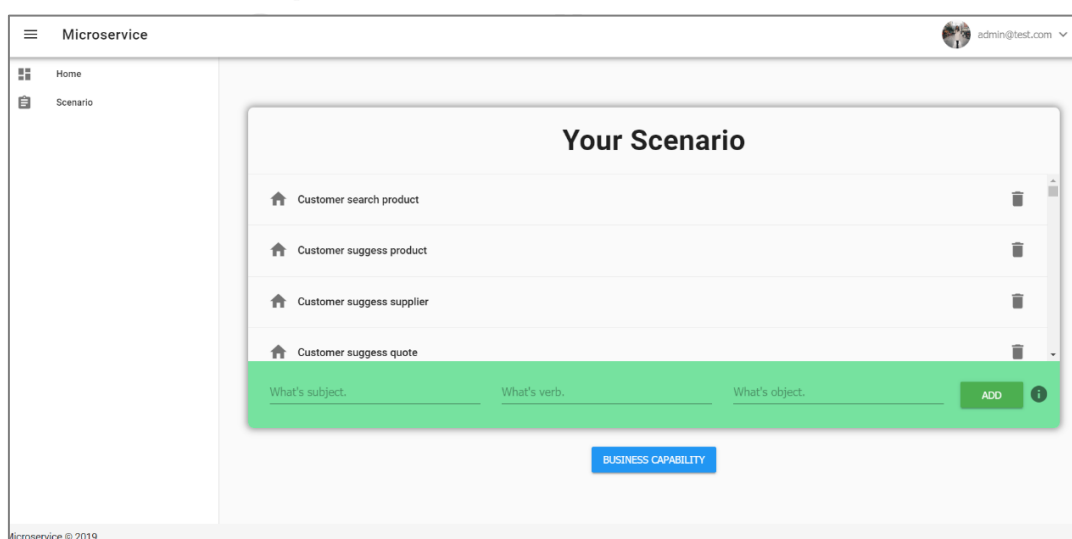 Microservice
admin@test.com
Home
Scenario
Your Scenario
Customer search product
Customer suggess product
Customer suggess supplier
Customer suggess quote
What's subject. What's verb. What's object. ADD
BUSINESS CAPABILITY
Microservice © 2019